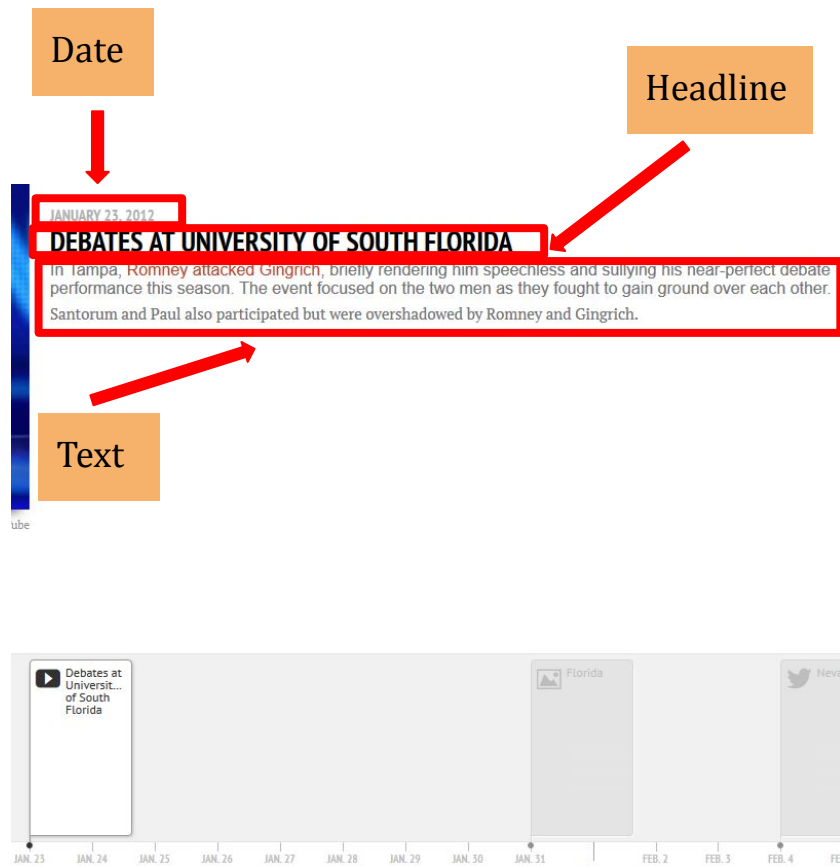 Date
Headline
JANUARY 23, 2012
DEBATES AT UNIVERSITY OF SOUTH FLORIDA
In Tampa, Romney attacked Gingrich, briefly rendering him speechless and sullying his near-perfect debate
performance this season. The event focused on the two men as they fought to gain ground over each other.
Santorum and Paul also participated but were overshadowed by Romney and Gingrich.
Text
ube
Debates at
Universit...
of South
Florida
Florida
Neva
JAN. 23 JAN. 24 JAN. 25 JAN. 26 JAN. 27 JAN. 28 JAN. 29 JAN. 30 JAN. 31 FEB. 2 FEB. 3 FEB. 4 FE